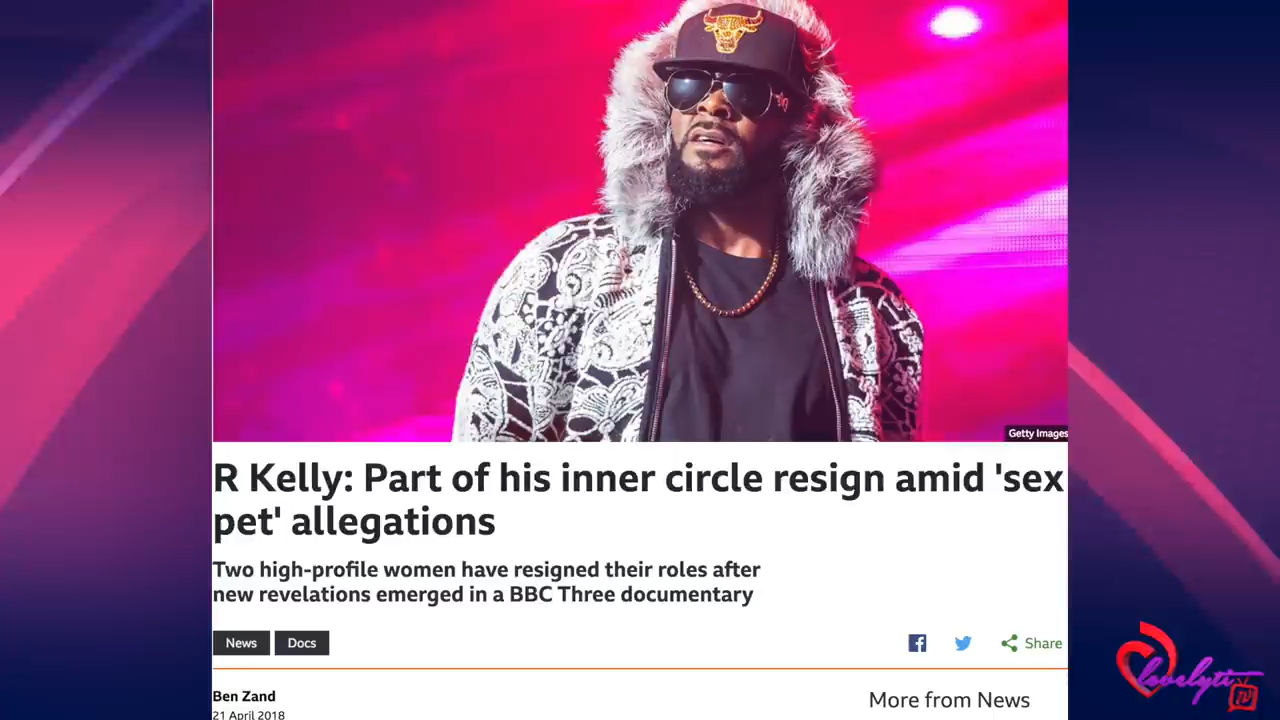 Getty Images
R Kelly: Part of his inner circle resign amid 'sex
pet' allegations
Two high-profile women have resigned their roles after
new revelations emerged in a BBC Three documentary
News
Docs
Share
Ben Zand
More from News
21 April 2018
lovelyti
TV